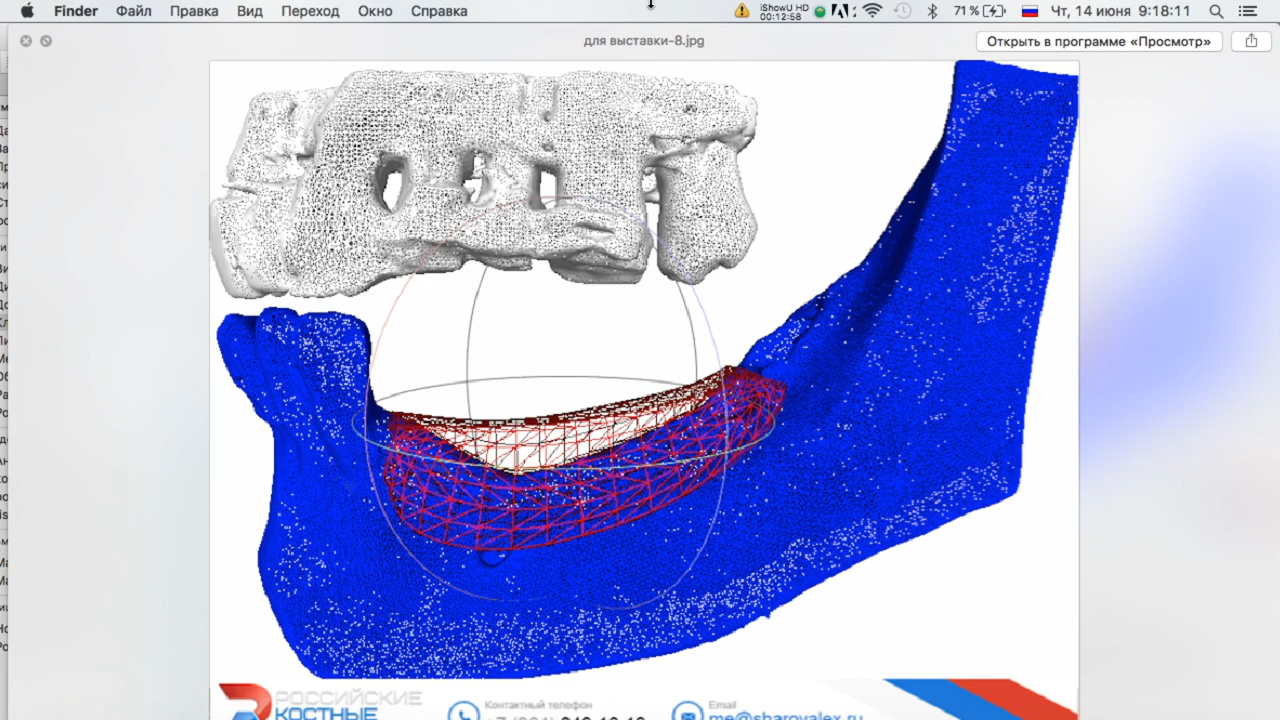 Finder Файл Правка Вид Переход Окно Справка iShowU HD 00:12:58 71 % Чт, 14 июня 9:18:11
для выставки-8.jpg
Открыть в программе «Просмотр»
РОССИЙСКИЕ
КОСТНЫЕ
Контактный телефон
Email
me@sharovalex.ru